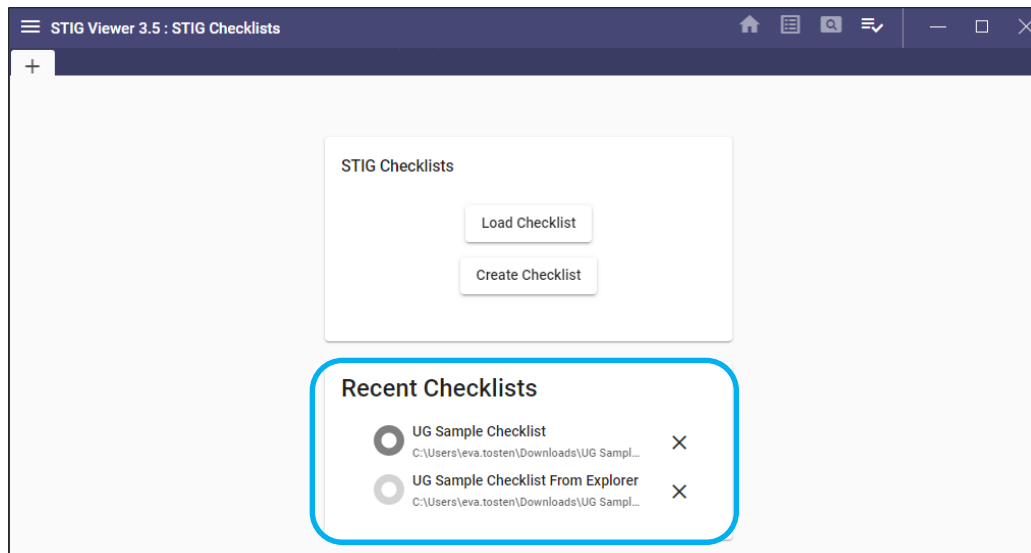 STIG Viewer 3.5 : STIG Checklists
STIG Checklists
Load Checklist
Create Checklist
Recent Checklists
UG Sample Checklist
C:\Users\eva.tosten\Downloads\UG Sampl...
UG Sample Checklist From Explorer
C:\Users\eva.tosten\Downloads\UG Sampl...